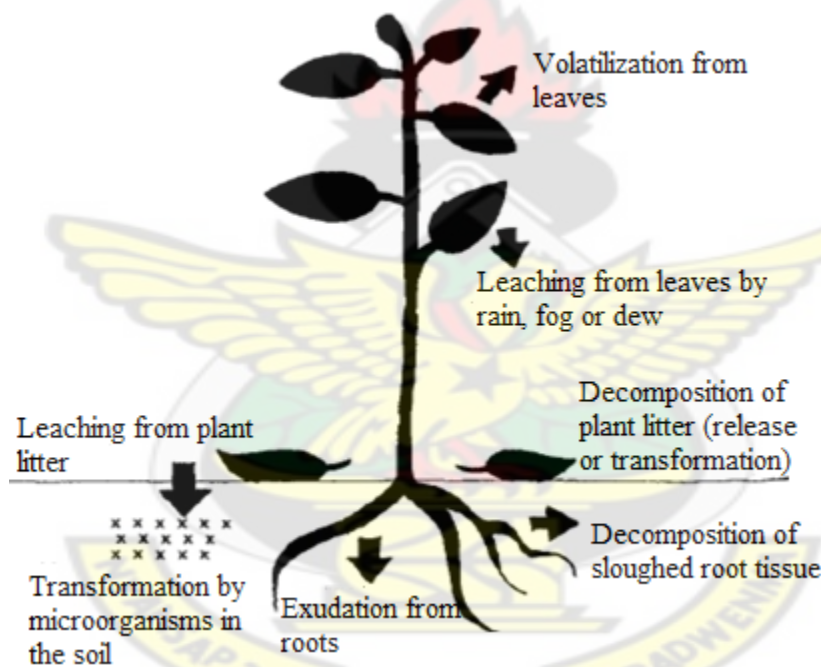 Volatilization from
leaves
Leaching from leaves by
rain, fog or dew
Decomposition of
plant litter (release
or transformation)
Leaching from plant
litter
Decomposition of
sloughed root tissue
Transformation by
microorganisms in
the soil
Exudation from
roots